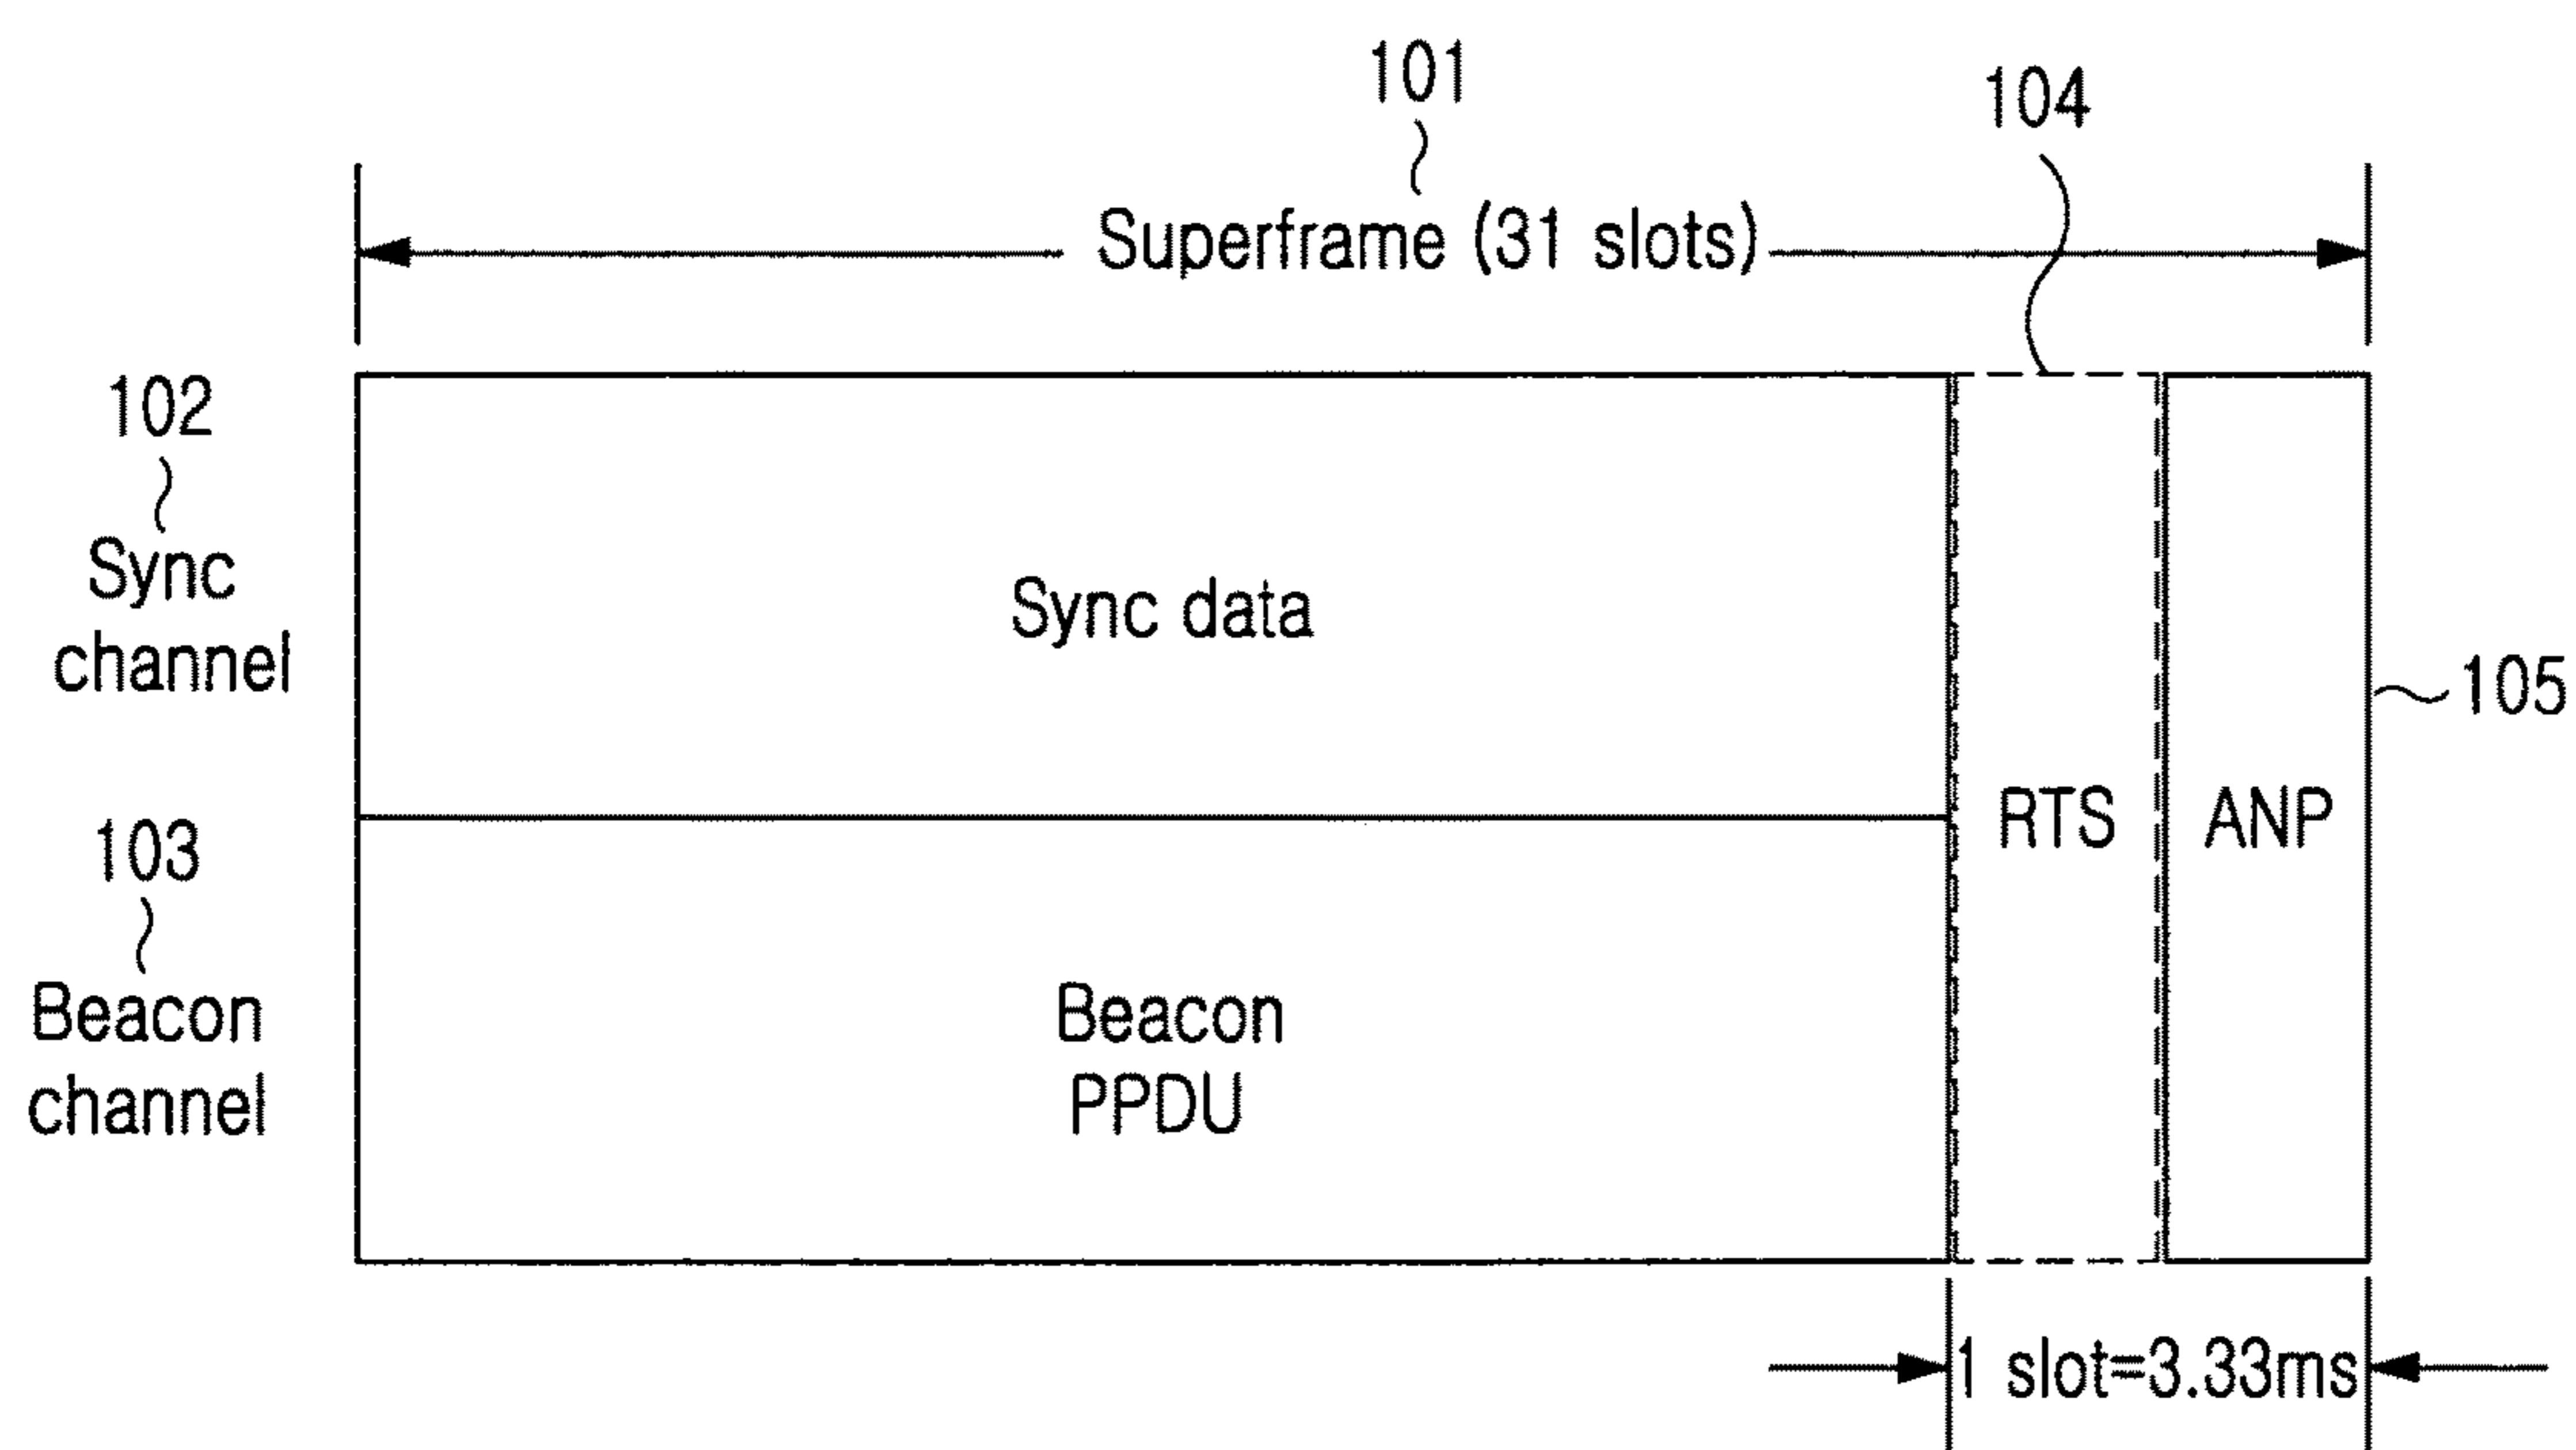 101
104
Superframe (31 slots)
102
Sync
channel
Sync data
105
RTS
ANP
103
Beacon
channel
Beacon
PPDU
1 slot=3.33ms